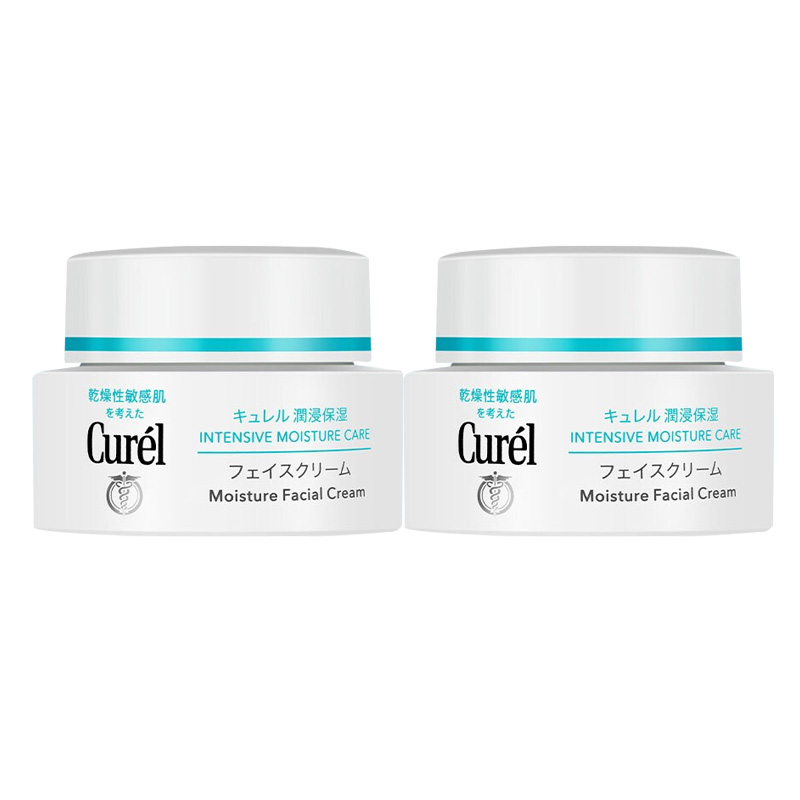 乾燥性敏感肌
を考えた
Curél
キュレル 潤浸保湿
INTENSIVE MOISTURE CARE
フェイスクリーム
Moisture Facial Cream
乾燥性敏感肌
を考えた
Curél
キュレル 潤浸保湿
INTENSIVE MOISTURE CARE
フェイスクリーム
Moisture Facial Cream